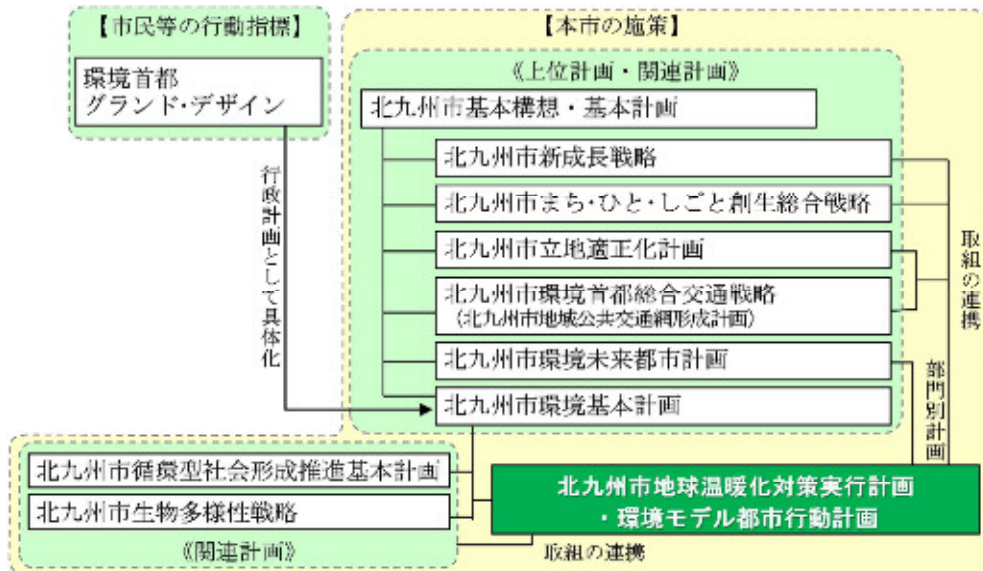 【市民等の行動指標】
環境首都
グランド・デザイン
行政計画として具体化
【本市の施策】
《上位計画・関連計画》
北九州市基本構想・基本計画
北九州市新成長戦略
北九州市まち・ひと・しごと創生総合戦略
北九州市立地適正化計画
北九州市環境首都総合交通戦略
（北九州市地域公共交通網形成計画）
北九州市環境未来都市計画
北九州市環境基本計画
取組の連携
部門別計画
北九州市循環型社会形成推進基本計画
北九州市生物多様性戦略
《関連計画》
北九州市地球温暖化対策実行計画
・環境モデル都市行動計画
取組の連携